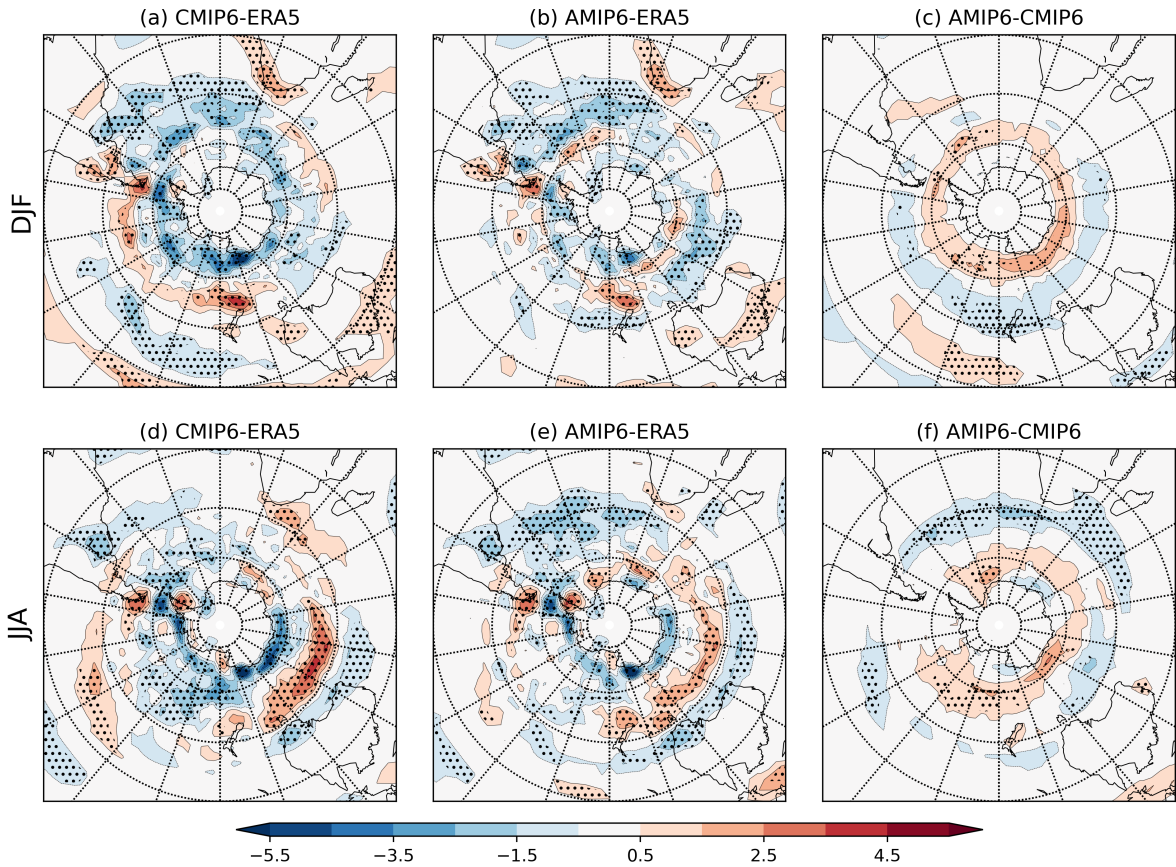 (a) CMIP6-ERA5
(b) AMIP6-ERA5
(c) AMIP6-CMIP6
DJF
(d) CMIP6-ERA5
(e) AMIP6-ERA5
(f) AMIP6-CMIP6
JJA
−5.5 −3.5 −1.5 0.5 2.5 4.5